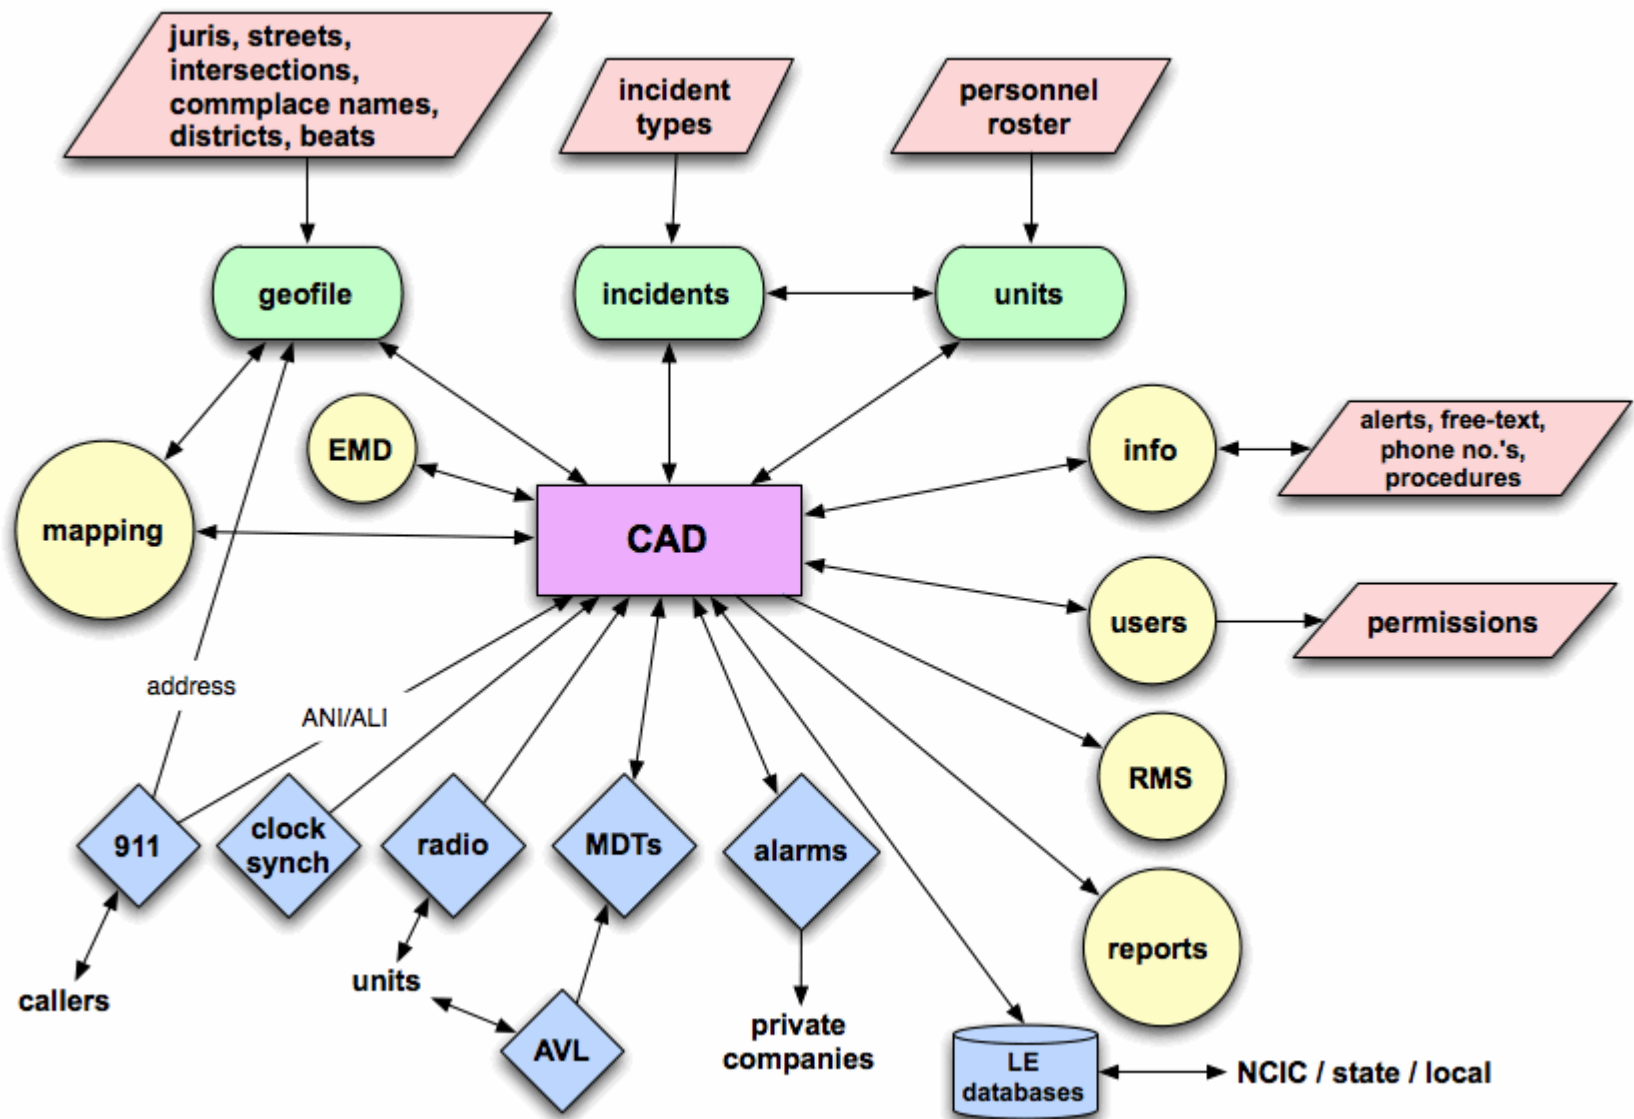 juris, streets,
intersections,
commplace names,
districts, beats
incident
types
personnel
roster
geofile
incidents
units
EMD
mapping
CAD
info
alerts, free-text,
phone no.'s,
procedures
users
permissions
address
ANI/ALI
RMS
911
clock
synch
radio
MDTs
alarms
reports
callers
units
AVL
private
companies
LE
databases
NCIC / state / local